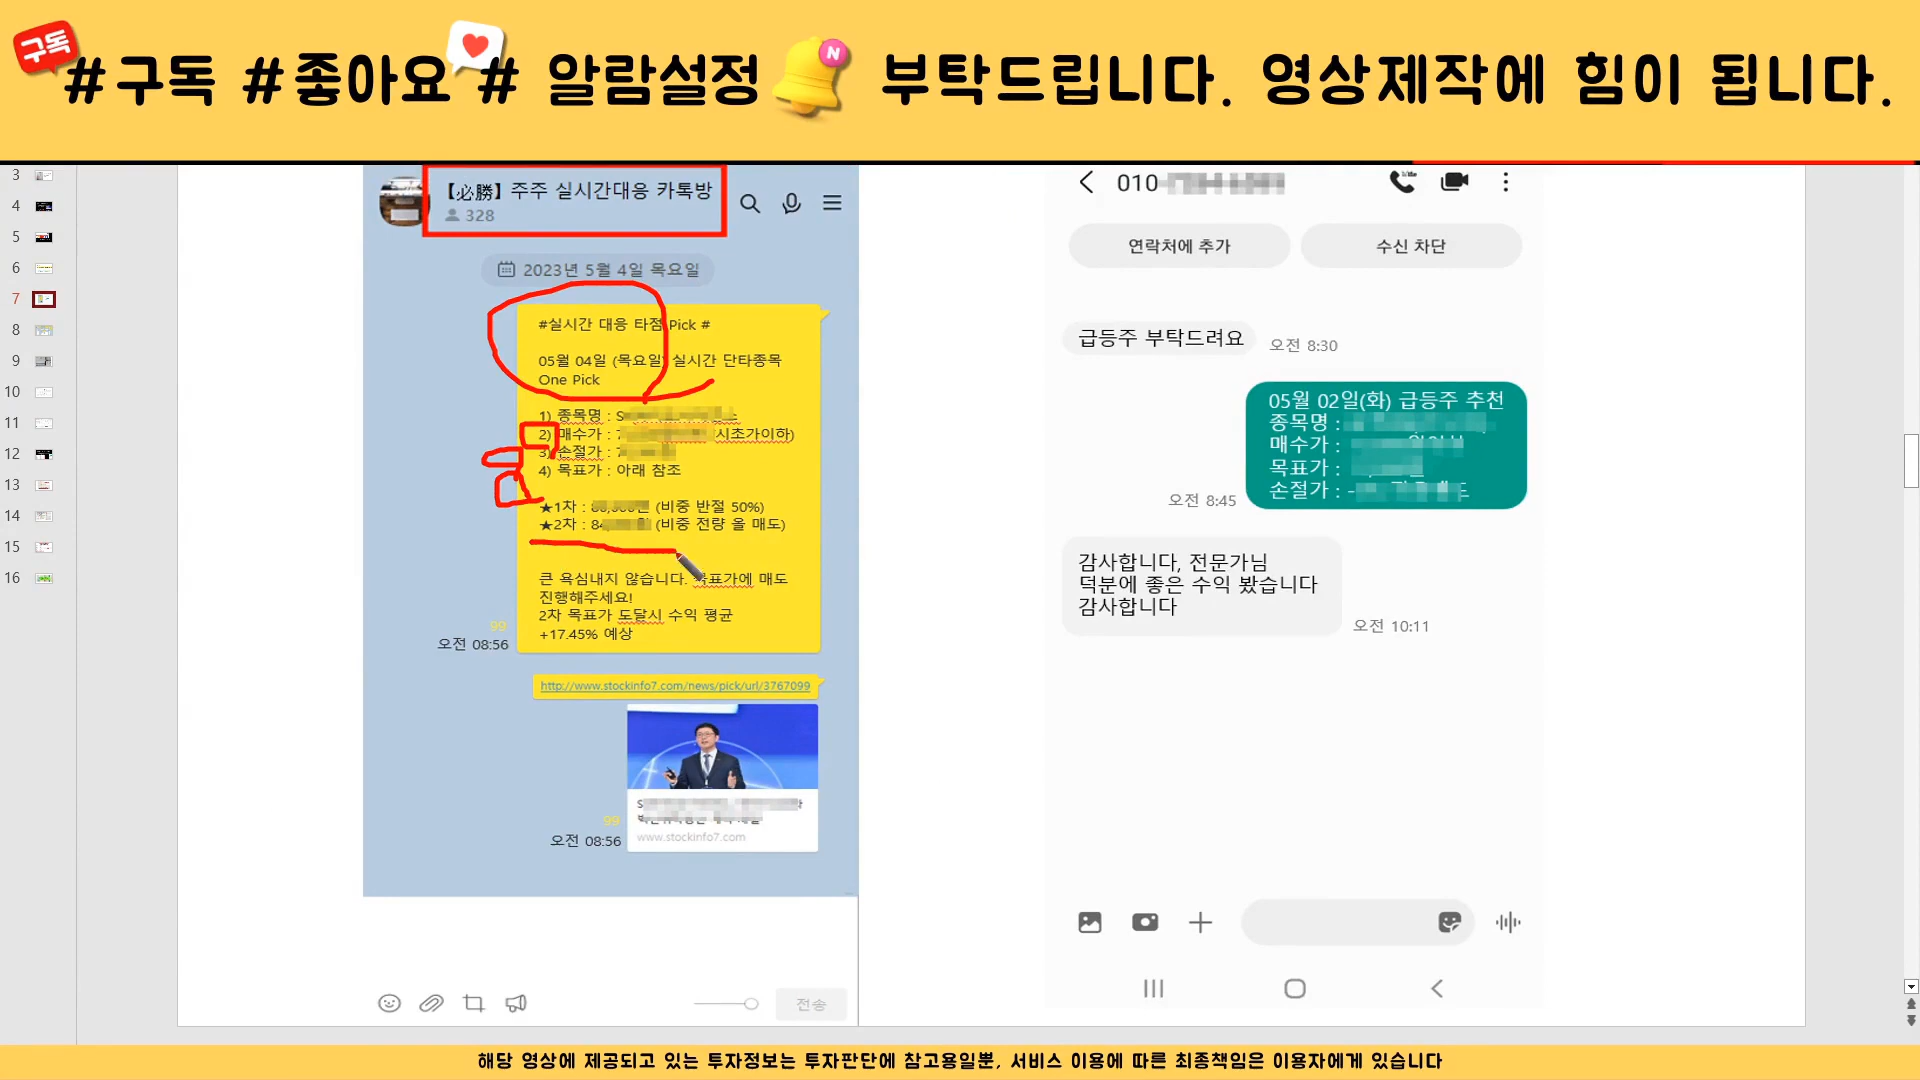 구독
#구독 #좋아요 # 알람설정 N 부탁드립니다. 영상제작에 힘이 됩니다.
3
4
5
6
7
8
9
10
11
12
13
14
15
16
【必勝】 주주 실시간대응 카톡방
328
2023년 5월 4일 목요일
#실시간 대응 타점 Pick #
05월 04일 (목요일) 실시간 단타종목
One Pick
1) 종목명 : S
2) 매수가 : 7 시초가이하)
3) 손절가 : 7
4) 목표가 : 아래 참조
★1차 : (비중 반절 50%)
★2차 : 84 (비중 전량 올 매도)
큰 욕심내지 않습니다. 목표가에 매도
진행해주세요!
2차 목표가 도달시 수익 평균
+17.45% 예상
99
오전 08:56
http://www.stockinfo7.com/news/pick/url/3767099
S
www.stockinfo7.com
99
오전 08:56
전송
010
연락처에 추가
수신 차단
급등주 부탁드려요
오전 8:30
05월 02일(화) 급등주 추천
종목명 :
매수가 :
목표가 :
손절가 : -
오전 8:45
감사합니다, 전문가님
덕분에 좋은 수익 봤습니다
감사합니다
오전 10:11
해당 영상에 제공되고 있는 투자정보는 투자판단에 참고용일뿐, 서비스 이용에 따른 최종책임은 이용자에게 있습니다